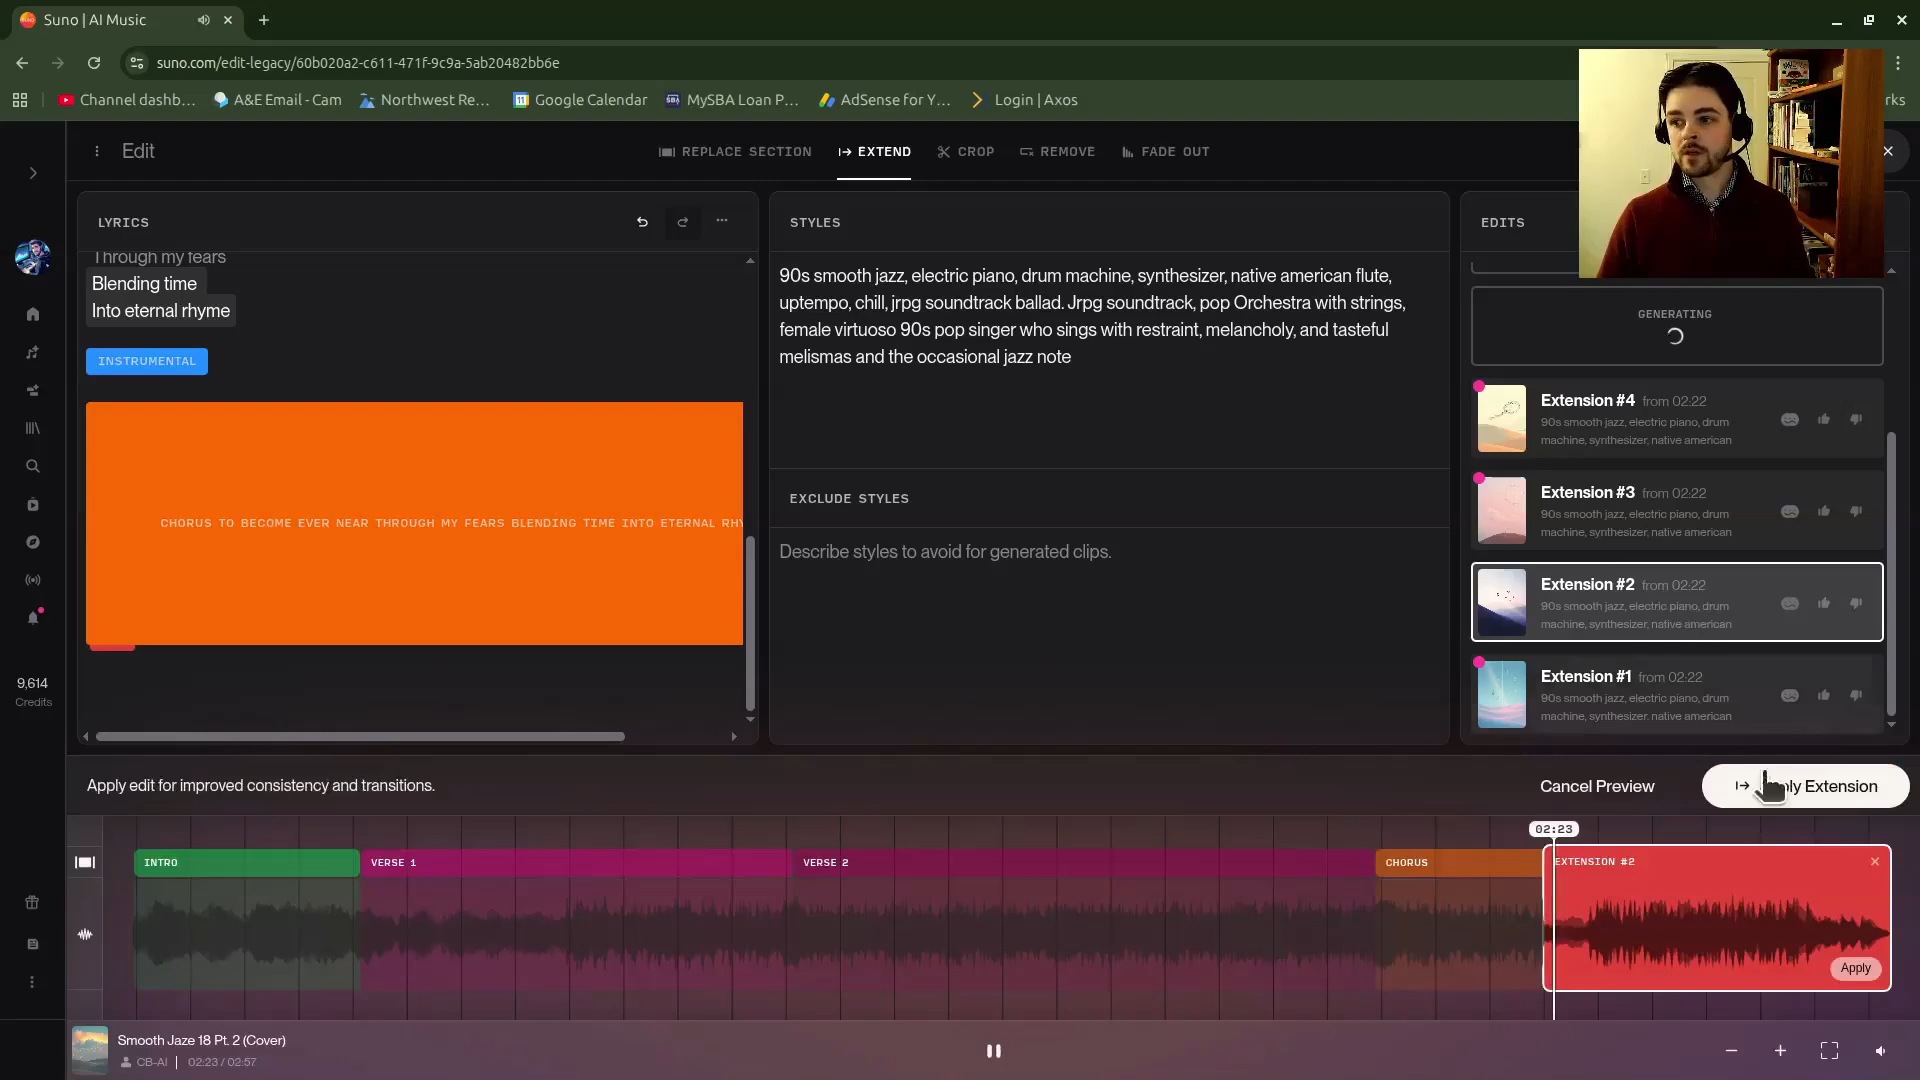 Suno | AI Music
suno.com/edit-legacy/60b020a2-c611-471f-9c9a-5ab20482bb6e
Channel dashb...
A&E Email - Cam
Northwest Re...
Google Calendar
MySBA Loan P...
AdSense for Y...
Login | Axos
rks
Edit
REPLACE SECTION
EXTEND
CROP
REMOVE
FADE OUT
LYRICS
Through my fears
Blending time
Into eternal rhyme
INSTRUMENTAL
CHORUS TO BECOME EVER NEAR THROUGH MY FEARS BLENDING TIME INTO ETERNAL RHY
STYLES
90s smooth jazz, electric piano, drum machine, synthesizer, native american flute,
uptempo, chill, jrpg soundtrack ballad. Jrpg soundtrack, pop Orchestra with strings,
female virtuoso 90s pop singer who sings with restraint, melancholy, and tasteful
melismas and the occasional jazz note
EXCLUDE STYLES
Describe styles to avoid for generated clips.
EDITS
GENERATING
Extension #4 from 02:22
90s smooth jazz, electric piano, drum
machine, synthesizer, native american
Extension #3 from 02:22
90s smooth jazz, electric piano, drum
machine, synthesizer, native american
Extension #2 from 02:22
90s smooth jazz, electric piano, drum
machine, synthesizer, native american
Extension #1 from 02:22
90s smooth jazz, electric piano, drum
machine, synthesizer, native american
9,614
Credits
Apply edit for improved consistency and transitions.
Cancel Preview
Extension
02:23
INTRO
VERSE 1
VERSE 2
CHORUS
EXTENSION #2
Apply
Smooth Jaze 18 Pt. 2 (Cover)
CB-AI | 02:23 / 02:57